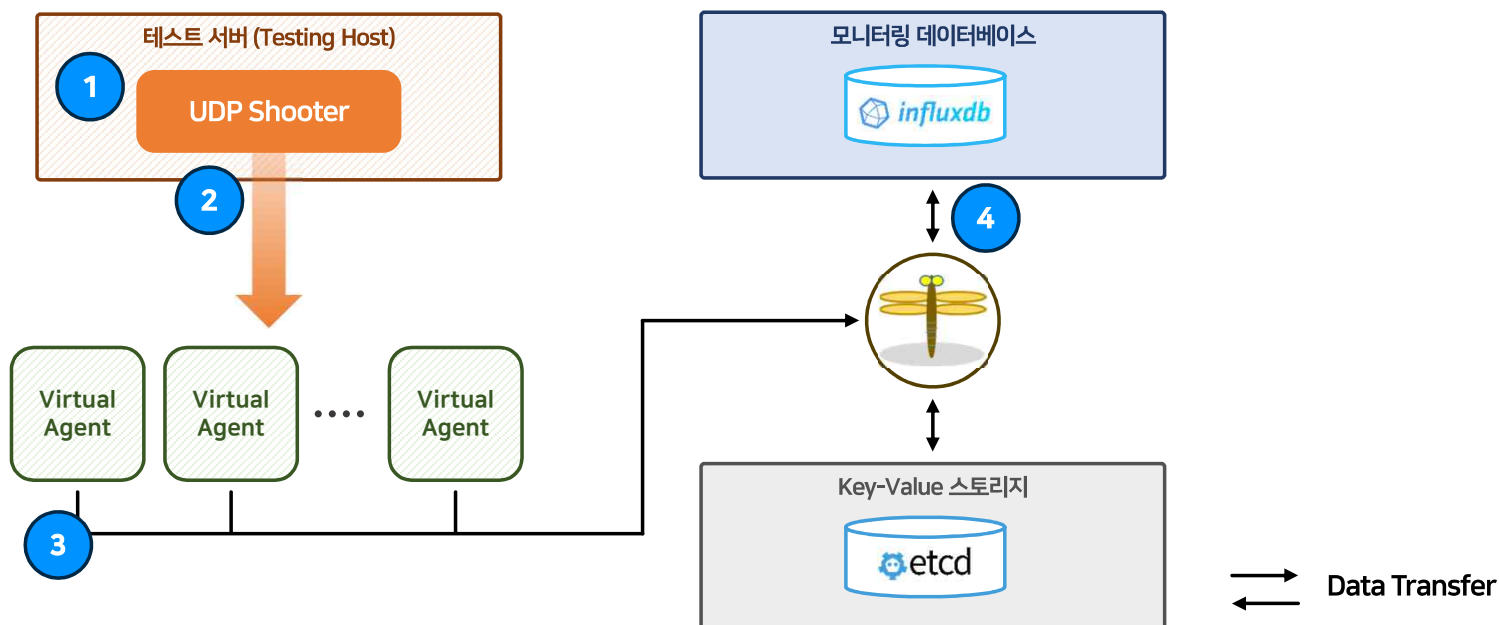 테스트 서버 (Testing Host)
1
UDP Shooter
2
모니터링 데이터베이스
influxdb
4
Virtual
Agent
Virtual
Agent
....
Virtual
Agent
3
Key-Value 스토리지
etcd
Data Transfer